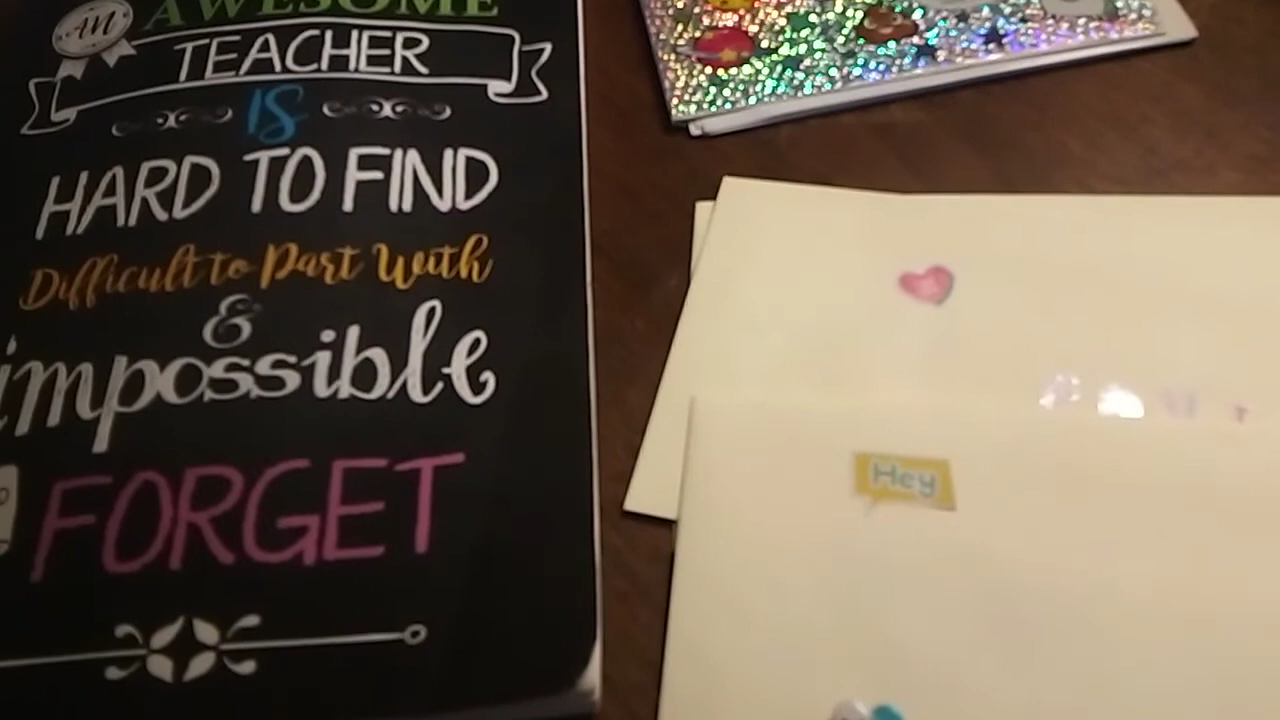 AN AWESOME
TEACHER
IS
HARD TO FIND
Difficult to Part With
&
impossible
FORGET
Hey